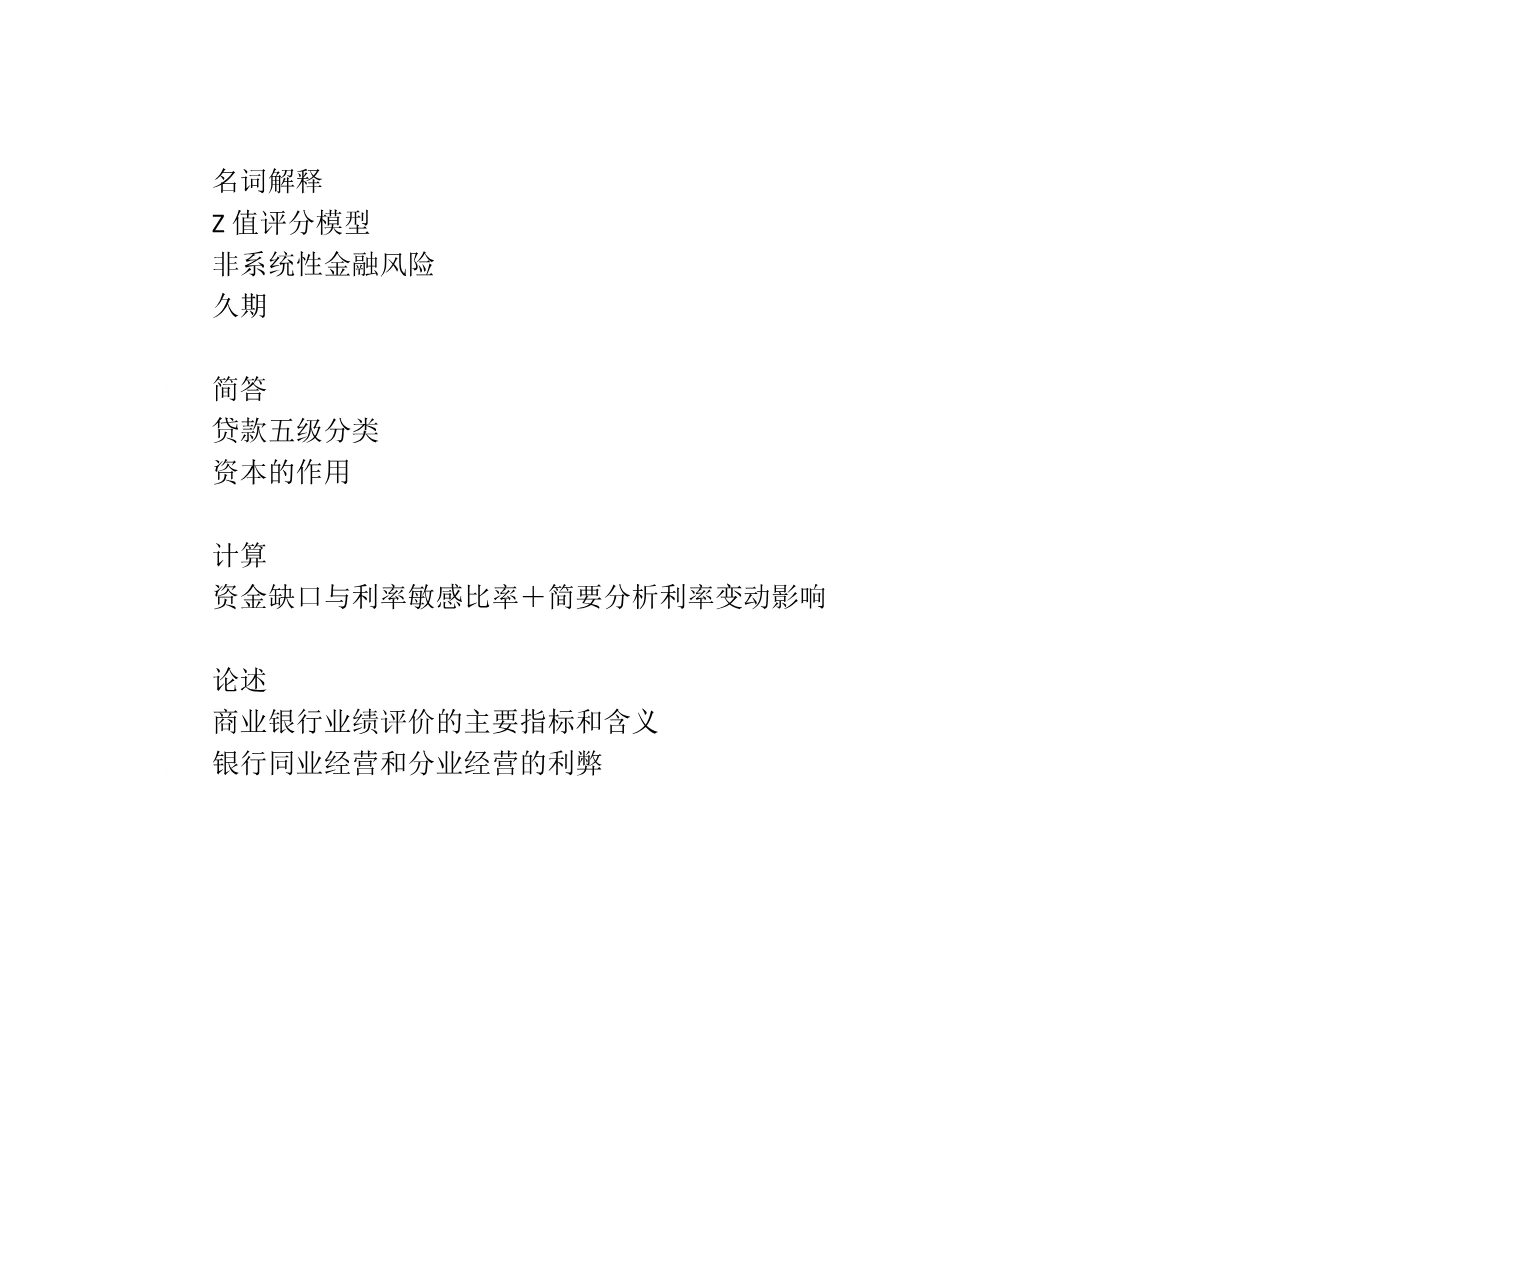 名词解释
Z 值评分模型
非系统性金融风险
久期
简答
贷款五级分类
资本的作用
计算
资金缺口与利率敏感比率＋简要分析利率变动影响
论述
商业银行业绩评价的主要指标和含义
银行同业经营和分业经营的利弊